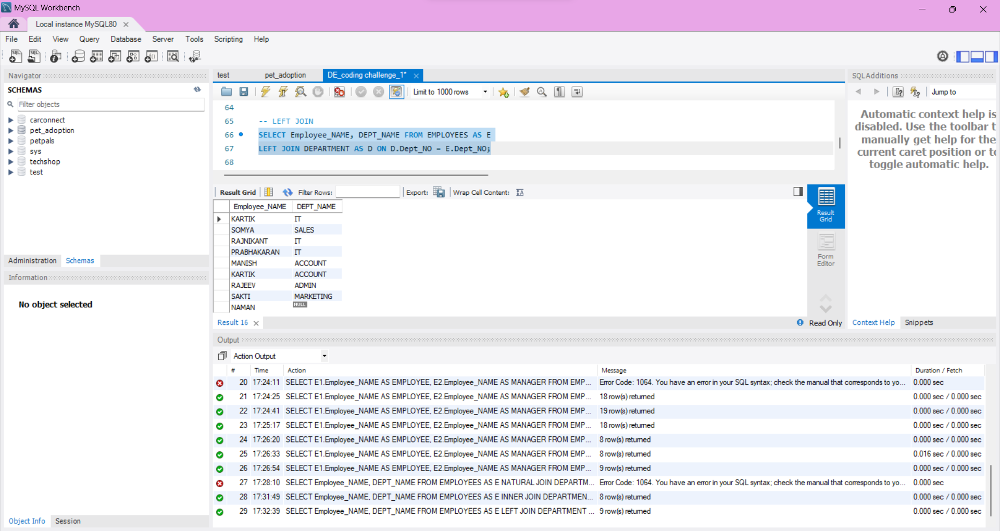 MySQL Workbench
Local instance MySQL80
File Edit View Query Database Server Tools Scripting Help
Navigator
SCHEMAS
Filter objects
carconnect
pet_adoption
petpals
sys
techshop
test
Administration Schemas
Information
No object selected
Object Info Session
test pet_adoption DE_coding challenge_1*
Limit to 1000 rows
64
65 -- LEFT JOIN
66 SELECT Employee_NAME, DEPT_NAME FROM EMPLOYEES AS E
67 LEFT JOIN DEPARTMENT AS D ON D.Dept_NO = E.Dept_NO;
68
Result Grid Filter Rows: Export: Wrap Cell Content:
Employee_NAME DEPT_NAME
KARTIK IT
SOMYA SALES
RAJNIKANT IT
PRABHAKARAN IT
MANISH ACCOUNT
KARTIK ACCOUNT
RAJEEV ADMIN
SAKTI MARKETING
NAMAN NULL
Result
Grid
Form
Editor
Result 16 Read Only
SQLAdditions
Jump to
Automatic context help is
disabled. Use the toolbar t
manually get help for the
current caret position or to
toggle automatic help.
Context Help Snippets
Output
Action Output
# Time Action Message Duration / Fetch
20 17:24:11 SELECT E1.Employee_NAME AS EMPLOYEE, E2.Employee_NAME AS MANAGER FROM EMP... Error Code: 1064. You have an error in your SQL syntax; check the manual that corresponds to yo... 0.000 sec
21 17:24:25 SELECT E1.Employee_NAME AS EMPLOYEE, E2.Employee_NAME AS MANAGER FROM EMP... 18 row(s) returned 0.000 sec / 0.000 sec
22 17:24:41 SELECT E1.Employee_NAME AS EMPLOYEE, E2.Employee_NAME AS MANAGER FROM EMP... 19 row(s) returned 0.000 sec / 0.000 sec
23 17:25:17 SELECT E1.Employee_NAME AS EMPLOYEE, E2.Employee_NAME AS MANAGER FROM EMP... 18 row(s) returned 0.000 sec / 0.000 sec
24 17:26:20 SELECT E1.Employee_NAME AS EMPLOYEE, E2.Employee_NAME AS MANAGER FROM EMP... 8 row(s) returned 0.000 sec / 0.000 sec
25 17:26:33 SELECT E1.Employee_NAME AS EMPLOYEE, E2.Employee_NAME AS MANAGER FROM EMP... 8 row(s) returned 0.016 sec / 0.000 sec
26 17:26:54 SELECT E1.Employee_NAME AS EMPLOYEE, E2.Employee_NAME AS MANAGER FROM EMP... 9 row(s) returned 0.000 sec / 0.000 sec
27 17:28:10 SELECT Employee_NAME, DEPT_NAME FROM EMPLOYEES AS E NATURAL JOIN DEPARTM... Error Code: 1064. You have an error in your SQL syntax; check the manual that corresponds to yo... 0.000 sec
28 17:31:49 SELECT Employee_NAME, DEPT_NAME FROM EMPLOYEES AS E INNER JOIN DEPARTMEN... 8 row(s) returned 0.000 sec / 0.000 sec
29 17:32:39 SELECT Employee_NAME, DEPT_NAME FROM EMPLOYEES AS E LEFT JOIN DEPARTMENT ... 9 row(s) returned 0.000 sec / 0.000 sec